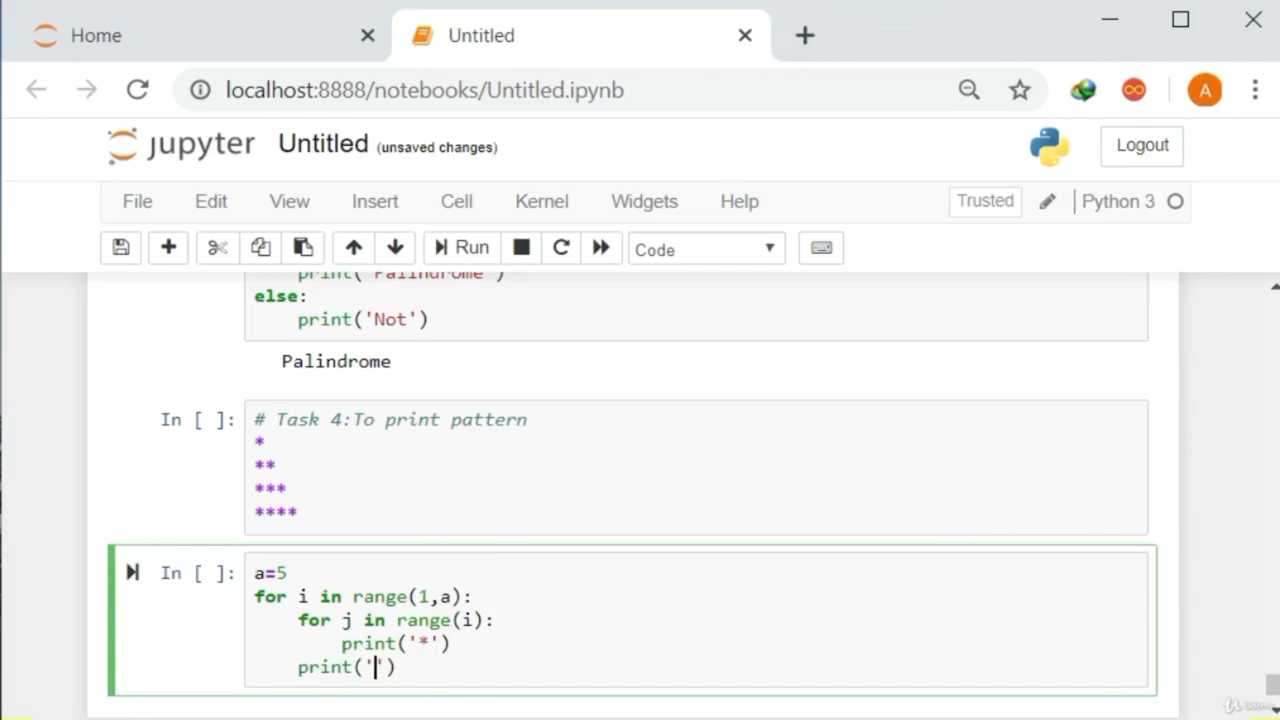 Home
Untitled
localhost:8888/notebooks/Untitled.ipynb
A
jupyter Untitled (unsaved changes)
Logout
File Edit View Insert Cell Kernel Widgets Help
Trusted Python 3
Run Code
print('Palindrome')
else:
print('Not')
Palindrome
In [ ]: # Task 4:To print pattern
*
**
***
****
In [ ]: a=5
for i in range(1,a):
for j in range(i):
print('*')
print('')
Udemy